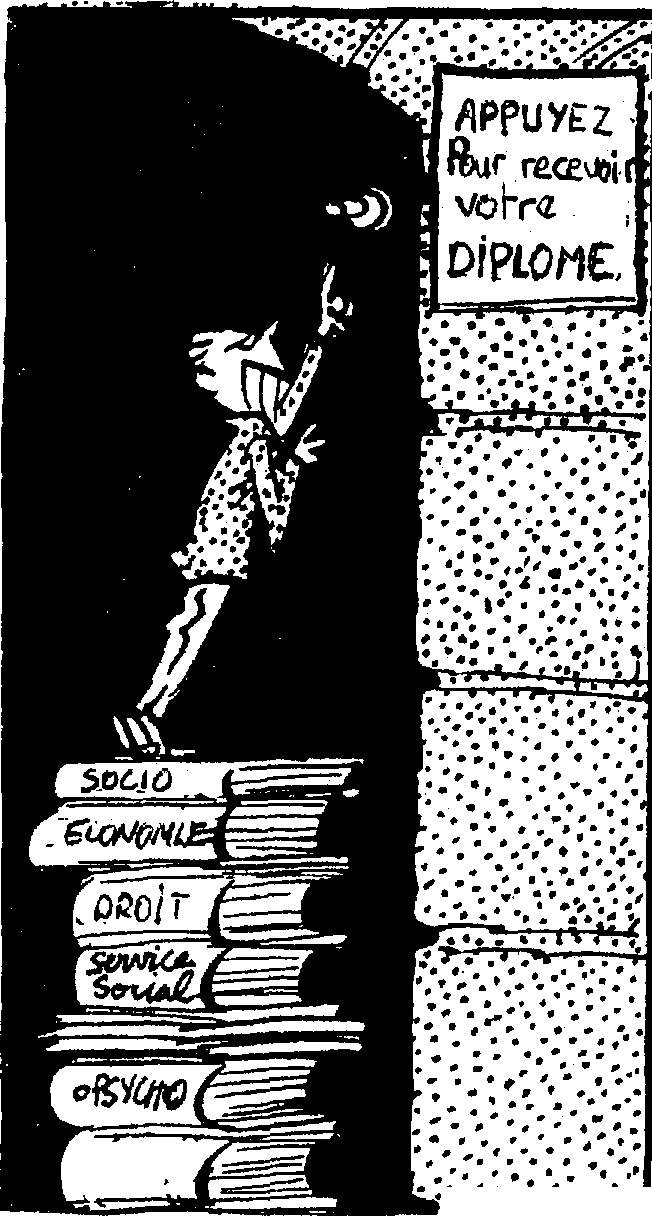 APPUYEZ
Pour recevoir
votre
DIPLOME.
SOCIO
ECONOMIE
DROIT
Service
Social
PSYCHO